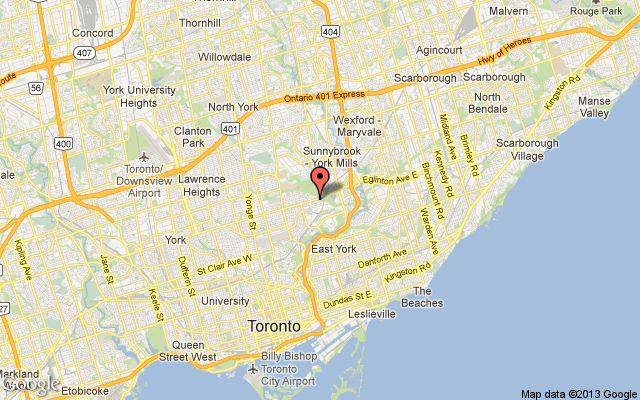 Thornhill
Malvern
Rouge Park
Concord
Thornhill
404
407
Willowdale
Agincourt
Hwy of Heroes
Scarborough
Scarborough
56
York University
Heights
Ontario 401 Express
North York
North
Bendale
Kingston Rd
Manse
Valley
Wexford -
Maryvale
Clanton
Park
401
Midland Ave
Brimley Rd
Scarborough
Village
Sunnybrook
- York Mills
Toronto/
Downsview
Airport
Lawrence
Heights
Eglinton Ave E
Kennedy Rd
Birchmount Rd
Yonge St
Warden Ave
York
East York
Kipling Ave
Jane St
Dufferin St
St Clair Ave W
Danforth Ave
Kingston Rd
Keele St
University
Dundas St E
The
Beaches
27
Toronto
Leslieville
Queen
Street West
Billy Bishop
Toronto
City Airport
Markland
Google
Etobicoke
Map data ©2013 Google